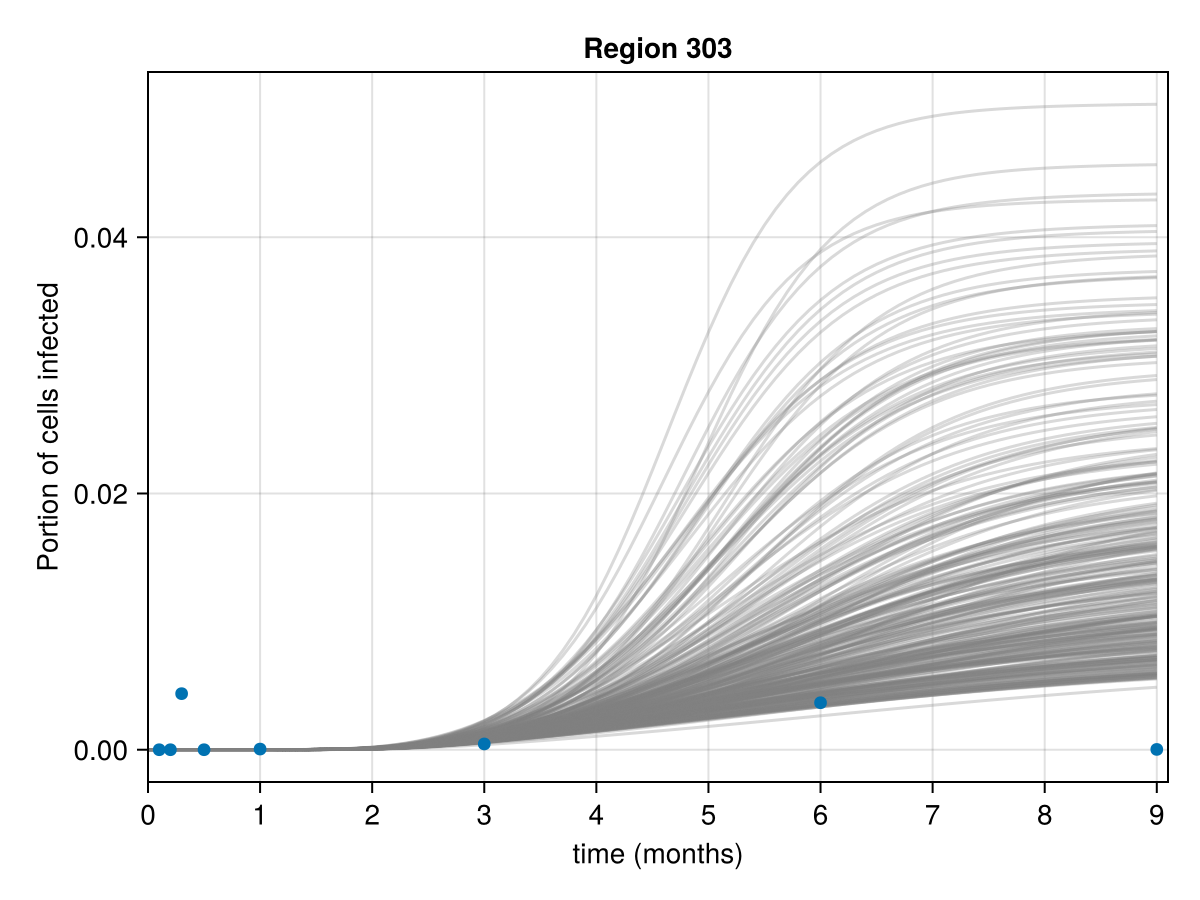 Region 303
Portion of cells infected
0.04
0.02
0.00
0 1 2 3 4 5 6 7 8 9
time (months)